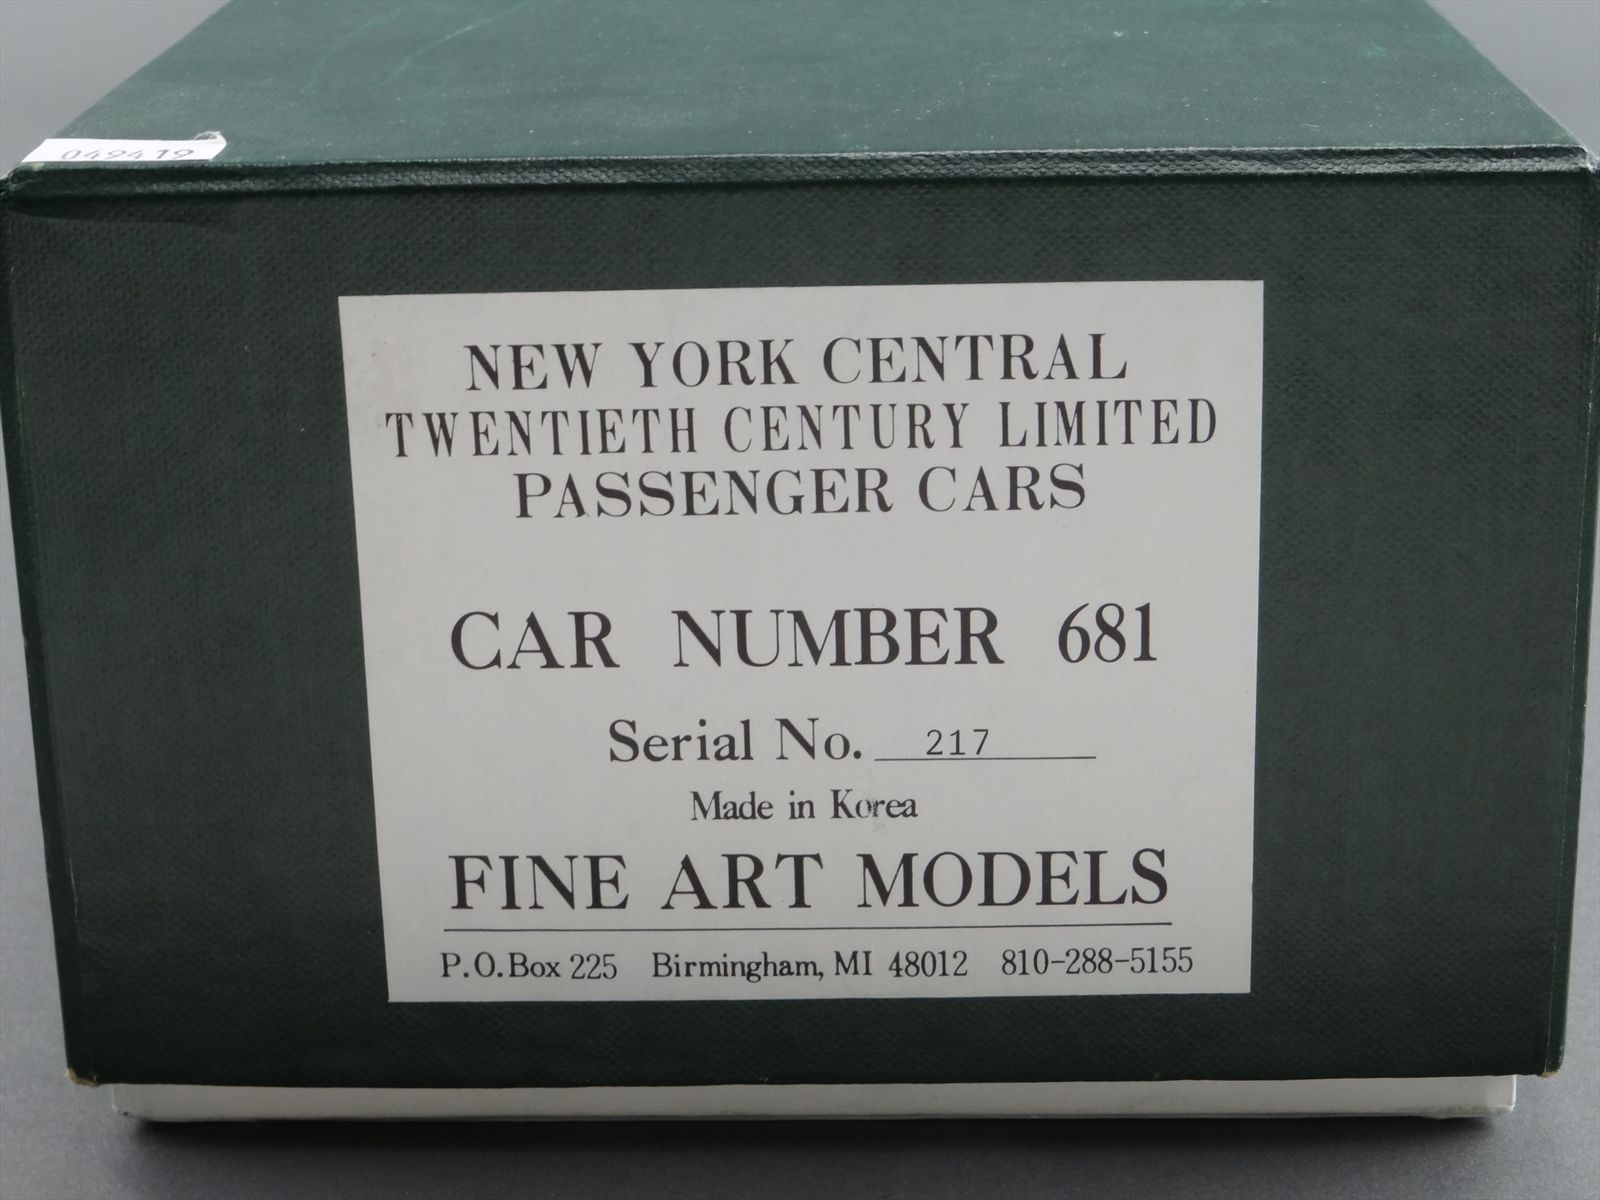 049419
NEW YORK CENTRAL
TWENTIETH CENTURY LIMITED
PASSENGER CARS
CAR NUMBER 681
Serial No. 217
Made in Korea
FINE ART MODELS
P.O.Box 225 Birmingham, MI 48012 810-288-5155